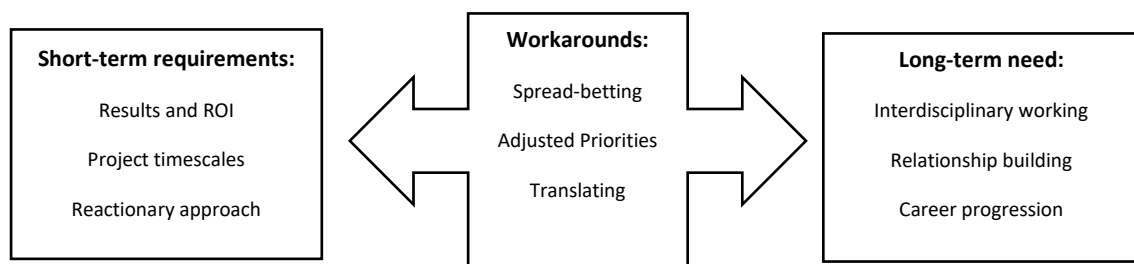 Short-term requirements:
Results and ROI
Project timescales
Reactionary approach
Workarounds:
Spread-betting
Adjusted Priorities
Translating
Long-term need:
Interdisciplinary working
Relationship building
Career progression